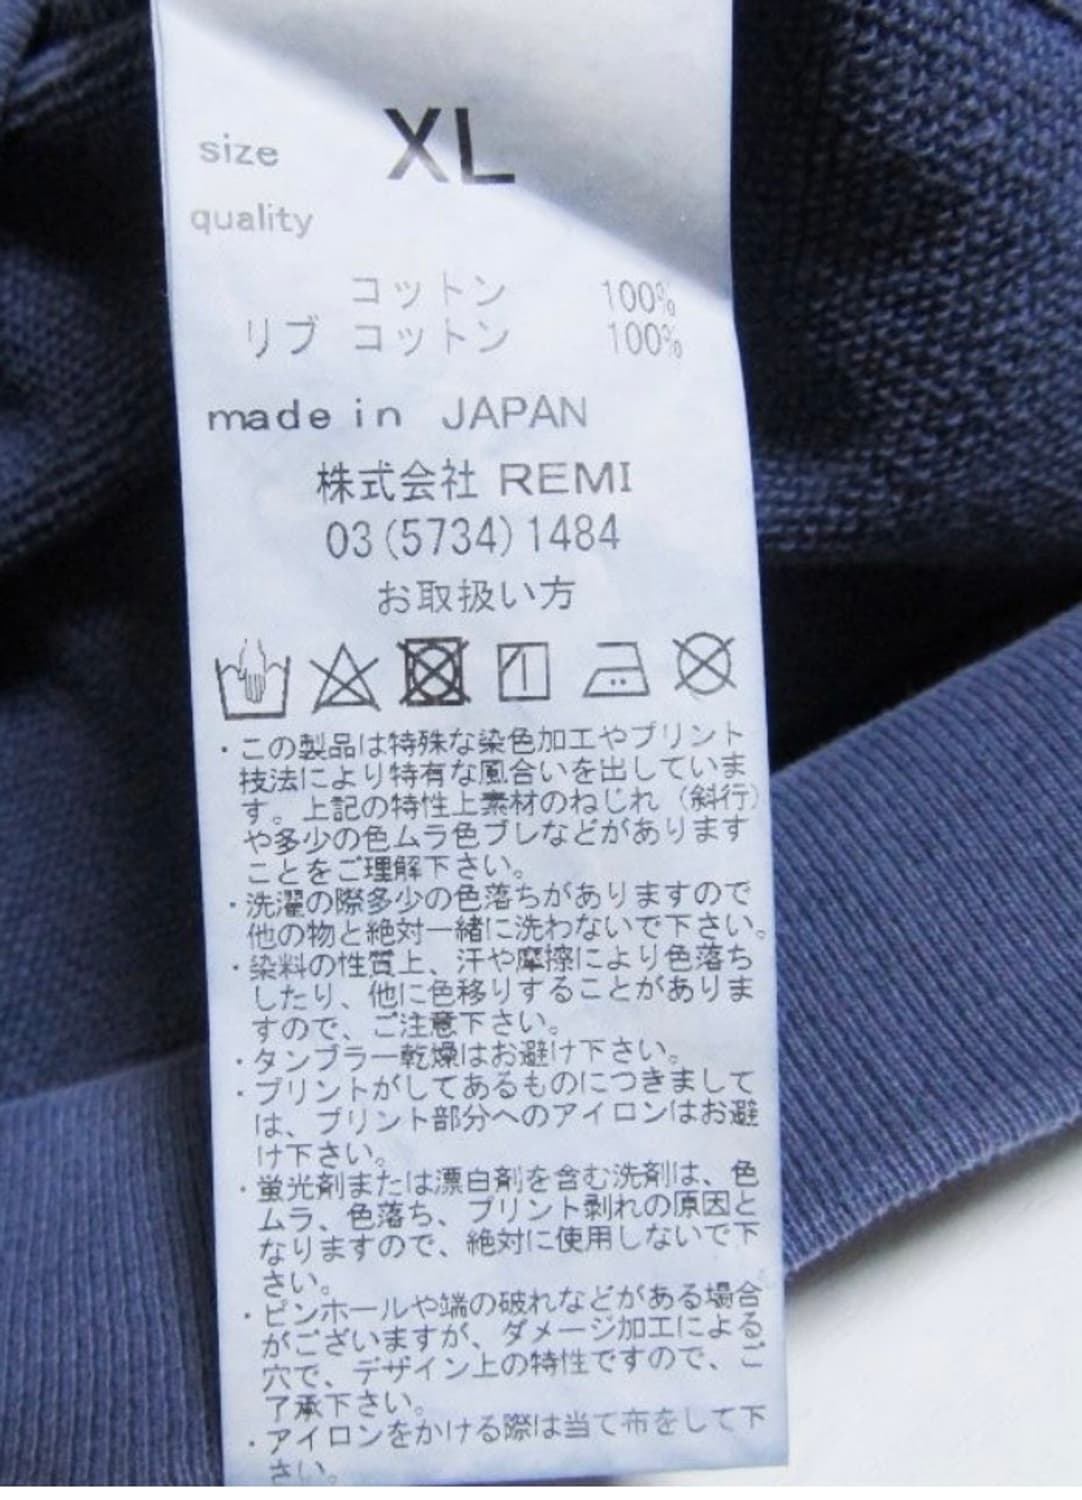 size XL
quality
コットン 100%
リブ コットン 100%
made in JAPAN
株式会社 REMI
03(5734)1484
お取扱い方
・この製品は特殊な染色加工やプリント
技法により特有な風合いを出していま
す。上記の特性上素材のねじれ（斜行）
や多少の色ムラ色ブレなどがあります
ことをご理解下さい。
・洗濯の際多少の色落ちがありますので
他の物と絶対一緒に洗わないで下さい。
・染料の性質上、汗や摩擦により色落ち
したり、他に色移りすることがありま
すので、ご注意下さい。
・タンブラー乾燥はお避け下さい。
・プリントがしてあるものにつきまして
は、プリント部分へのアイロンはお避
け下さい。
・蛍光剤または漂白剤を含む洗剤は、色
ムラ、色落ち、プリント剥れの原因と
なりますので、絶対に使用しないで下
さい。
・ピンホールや端の破れなどがある場合
がございますが、ダメージ加工による
穴で、デザイン上の特性ですので、ご
了承下さい。
・アイロンをかける際は当て布をして下
さい。